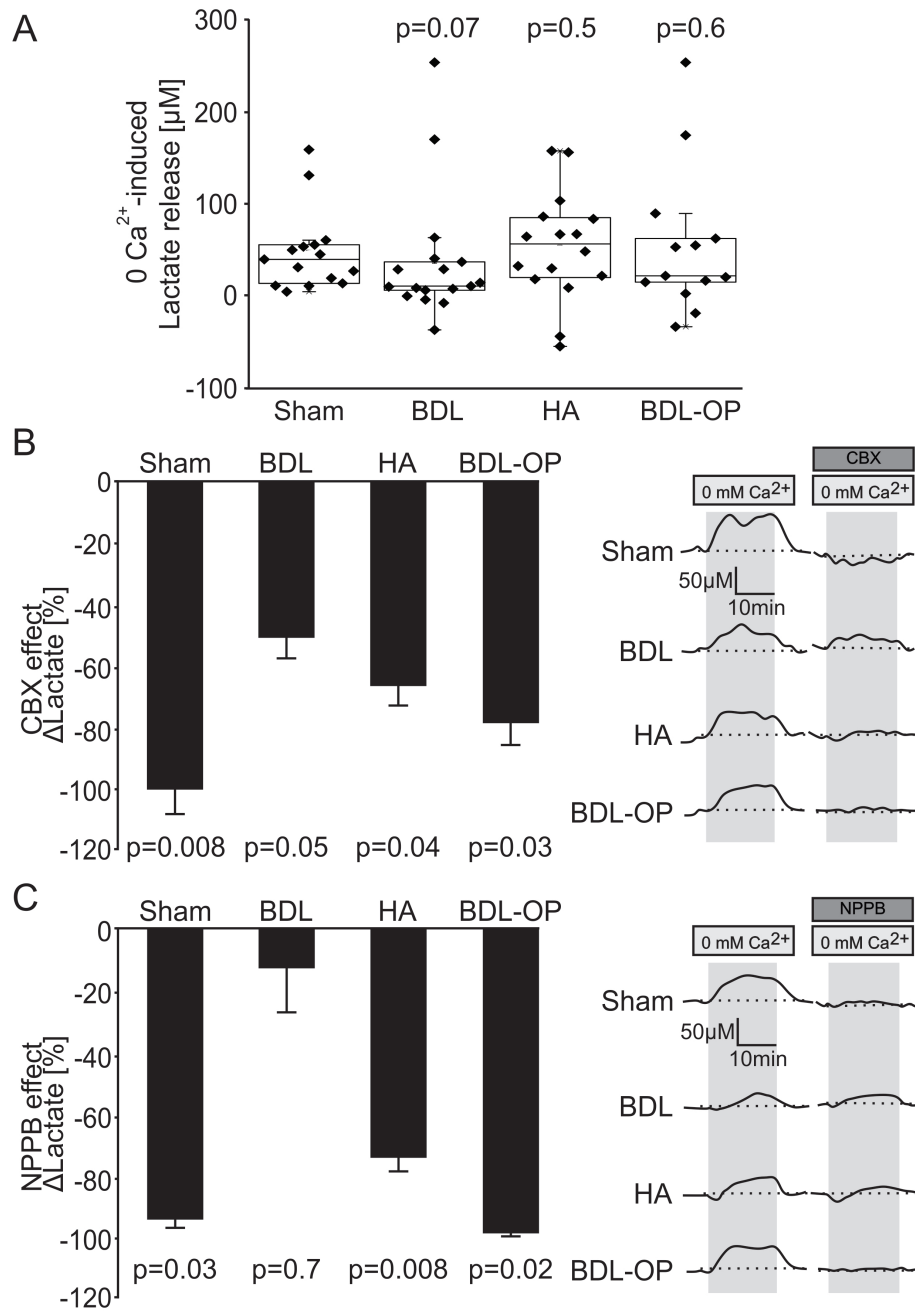 A
300
200
100
0
-100
0 Ca2+-induced
Lactate release [µM]
p=0.07 p=0.5 p=0.6
Sham BDL HA BDL-OP
B
Sham BDL HA BDL-OP
0
-20
-40
-60
-80
-100
-120
CBX effect
ΔLactate [%]
p=0.008 p=0.05 p=0.04 p=0.03
CBX
0 mM Ca2+ 0 mM Ca2+
Sham
50µM
10min
BDL
HA
BDL-OP
C
Sham BDL HA BDL-OP
0
-20
-40
-60
-80
-100
-120
NPPB effect
ΔLactate [%]
p=0.03 p=0.7 p=0.008 p=0.02
NPPB
0 mM Ca2+ 0 mM Ca2+
Sham
50µM
10min
BDL
HA
BDL-OP